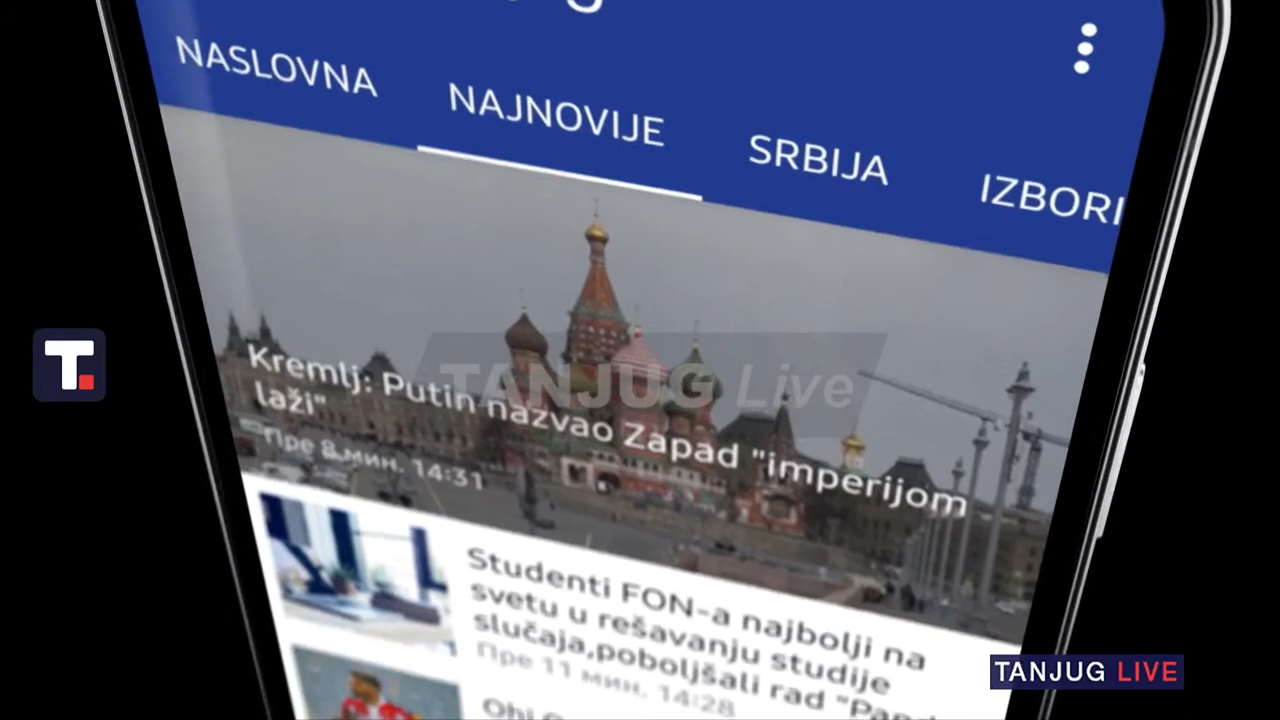 NASLOVNA
NAJNOVIJE
SRBIJA
IZBORI
T.
TANJUG Live
Kremlj: Putin nazvao Zapad "imperijom
laži"
Пре 8 мин. 14:31
Studenti FON-a najbolji na
svetu u rešavanju studije
slučaja,poboljšali rad
Пре 11 мин. 14:28
TANJUG LIVE